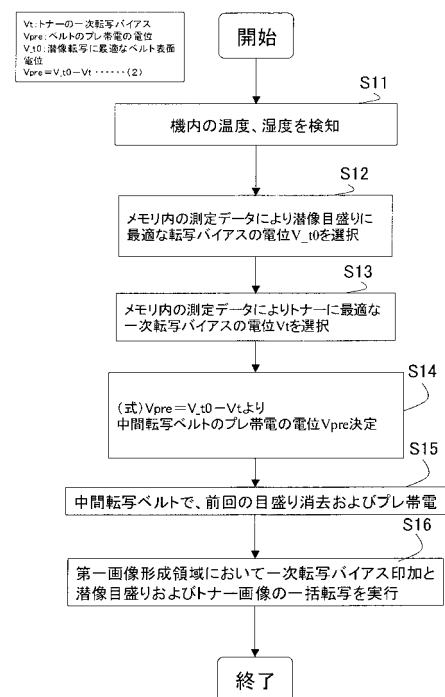 Vt:トナーの一次転写バイアス
Vpre:ベルトのプレ帯電の電位
V_t0:潜像転写に最適なベルト表面
電位
Vpre=V_t0-Vt ······(2)
開始
S11
機内の温度、湿度を検知
S12
メモリ内の測定データにより潜像目盛りに
最適な転写バイアスの電位V_t0を選択
S13
メモリ内の測定データによりトナーに最適な
一次転写バイアスの電位Vtを選択
S14
(式)Vpre=V_t0-Vtより
中間転写ベルトのプレ帯電の電位Vpre決定
S15
中間転写ベルトで、前回の目盛り消去およびプレ帯電
S16
第一画像形成領域において一次転写バイアス印加と
潜像目盛りおよびトナー画像の一括転写を実行
終了